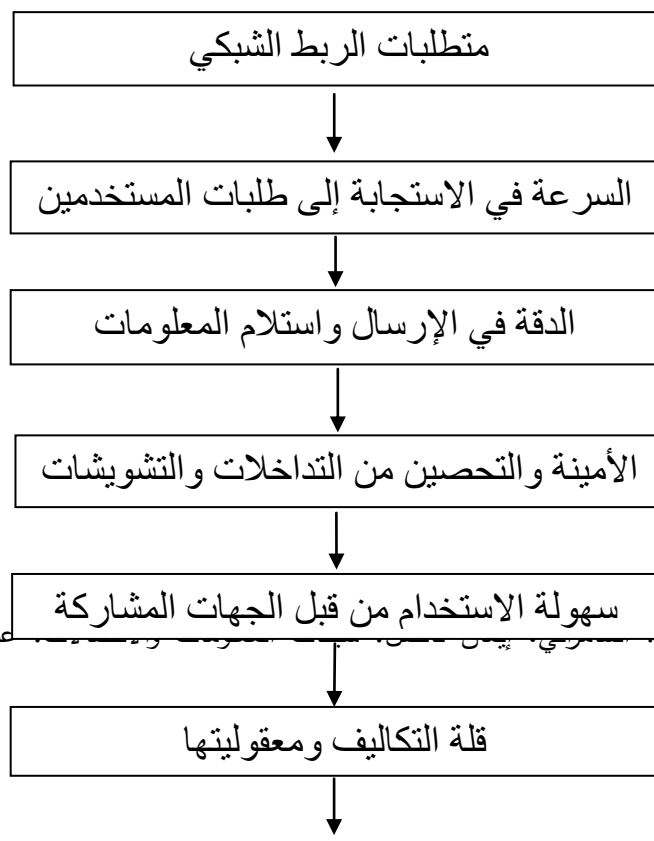 متطلبات الربط الشبكي
السرعة في الاستجابة إلى طلبات المستخدمين
الدقة في الإرسال واستلام المعلومات
الأمينة والتحصين من التداخلات والتشويشات
سهولة الاستخدام من قبل الجهات المشاركة
قلة التكاليف ومعقوليتها